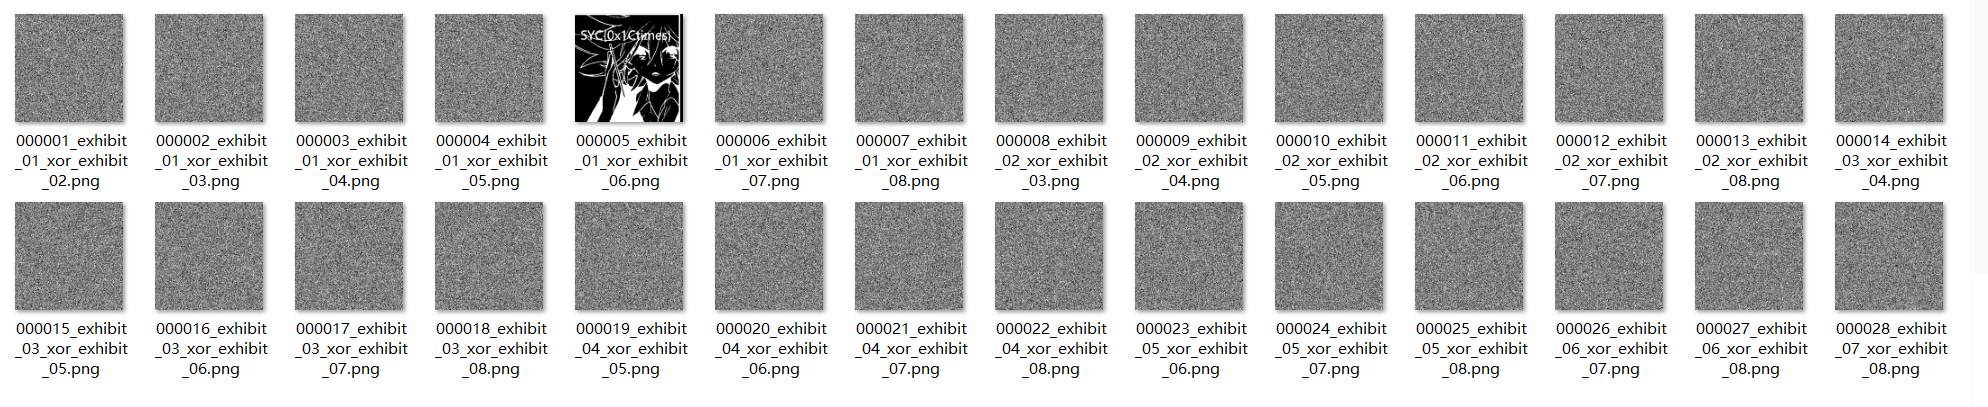 SYC{0x1Ctimes}
000001_exhibit
_01_xor_exhibit
_02.png
000002_exhibit
_01_xor_exhibit
_03.png
000003_exhibit
_01_xor_exhibit
_04.png
000004_exhibit
_01_xor_exhibit
_05.png
000005_exhibit
_01_xor_exhibit
_06.png
000006_exhibit
_01_xor_exhibit
_07.png
000007_exhibit
_01_xor_exhibit
_08.png
000008_exhibit
_02_xor_exhibit
_03.png
000009_exhibit
_02_xor_exhibit
_04.png
000010_exhibit
_02_xor_exhibit
_05.png
000011_exhibit
_02_xor_exhibit
_06.png
000012_exhibit
_02_xor_exhibit
_07.png
000013_exhibit
_02_xor_exhibit
_08.png
000014_exhibit
_03_xor_exhibit
_04.png
000015_exhibit
_03_xor_exhibit
_05.png
000016_exhibit
_03_xor_exhibit
_06.png
000017_exhibit
_03_xor_exhibit
_07.png
000018_exhibit
_03_xor_exhibit
_08.png
000019_exhibit
_04_xor_exhibit
_05.png
000020_exhibit
_04_xor_exhibit
_06.png
000021_exhibit
_04_xor_exhibit
_07.png
000022_exhibit
_04_xor_exhibit
_08.png
000023_exhibit
_05_xor_exhibit
_06.png
000024_exhibit
_05_xor_exhibit
_07.png
000025_exhibit
_05_xor_exhibit
_08.png
000026_exhibit
_06_xor_exhibit
_07.png
000027_exhibit
_06_xor_exhibit
_08.png
000028_exhibit
_07_xor_exhibit
_08.png